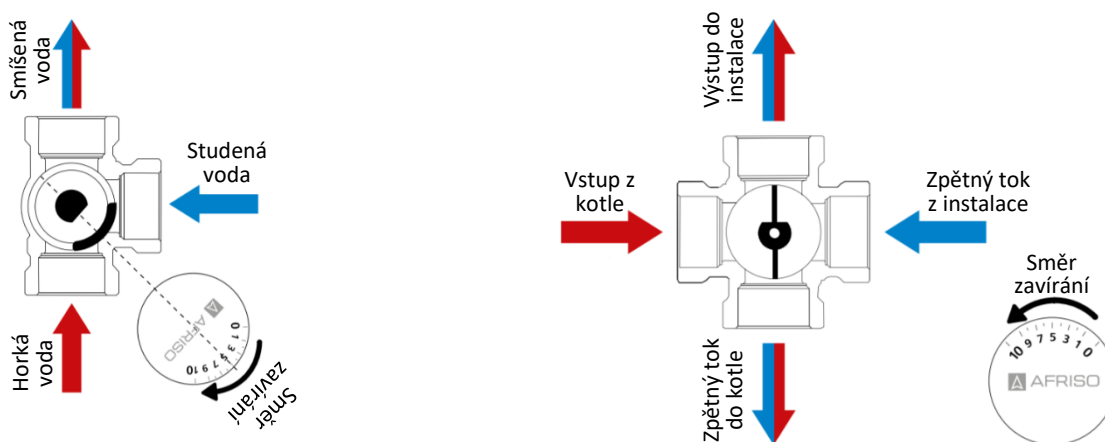 Smíšená
voda
Studená
voda
Horká
voda
AFRISO
0 1 3 5 7 9 10
Směr
zavírání
Výstup do
instalace
Vstup z
kotle
Zpětný tok
z instalace
Zpětný tok
do kotle
Směr
zavírání
10 9 7 5 3 1 0
AFRISO